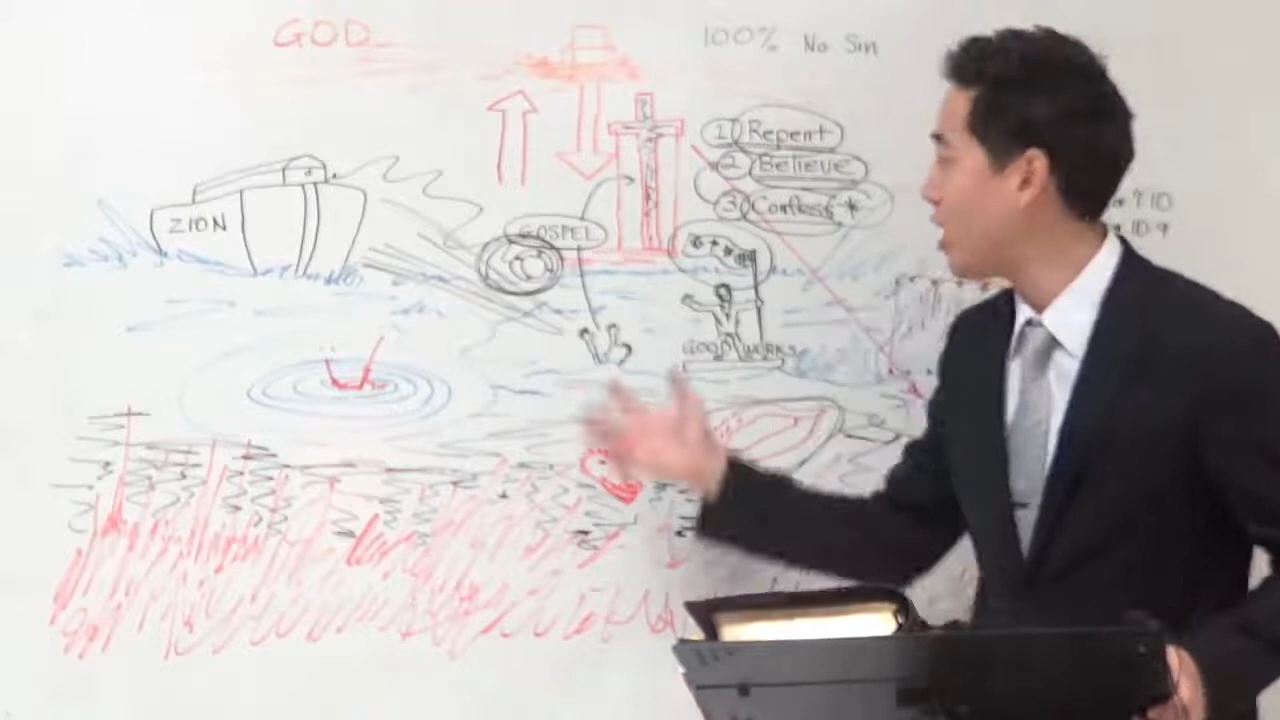 GOD
100% No Sin
1) Repent
2 Believe
3) Confess *
ZION
GOSPEL
GOOD WORKS